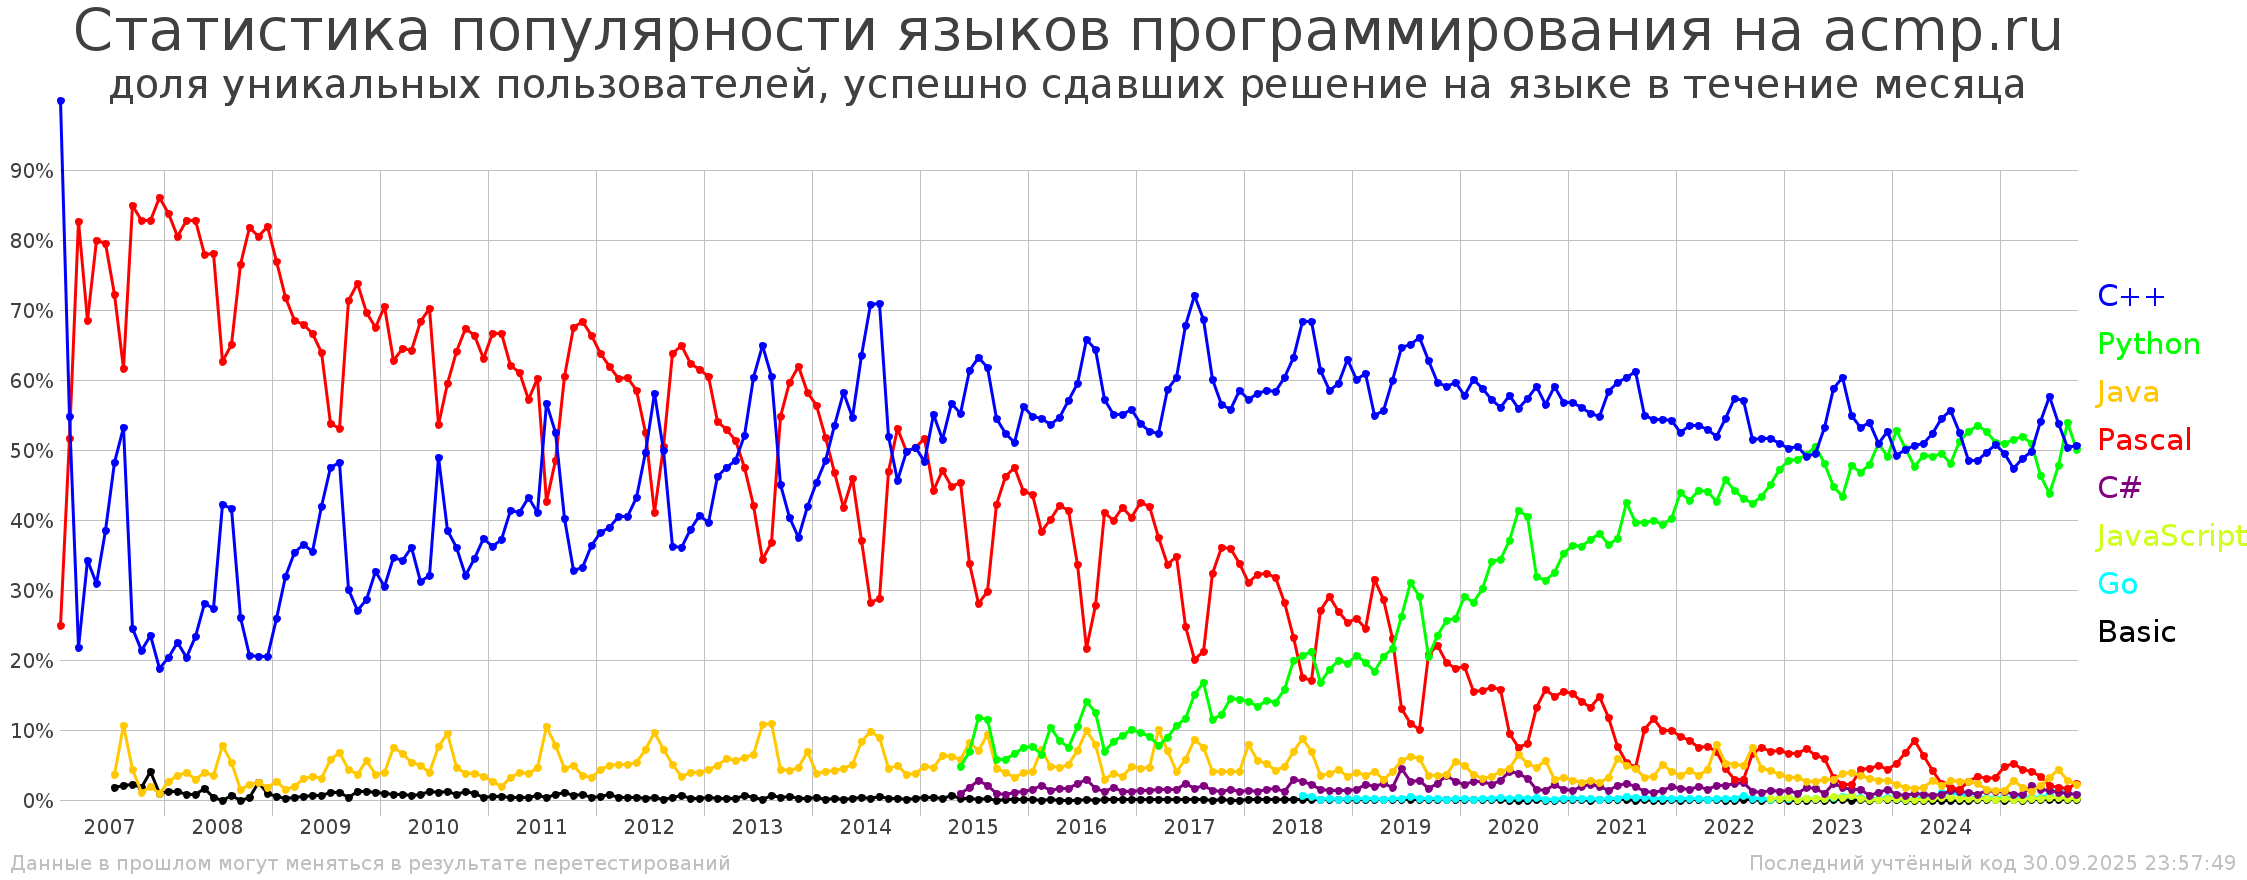 Статистика популярности языков программирования на acmp.ru
доля уникальных пользователей, успешно сдавших решение на языке в течение месяца
90%
80%
70%
60%
50%
40%
30%
20%
10%
0%
2007 2008 2009 2010 2011 2012 2013 2014 2015 2016 2017 2018 2019 2020 2021 2022 2023 2024
C++
Python
Java
Pascal
C#
JavaScript
Go
Basic
Данные в прошлом могут меняться в результате перетестирований
Последний учтённый код 30.09.2025 23:57:49